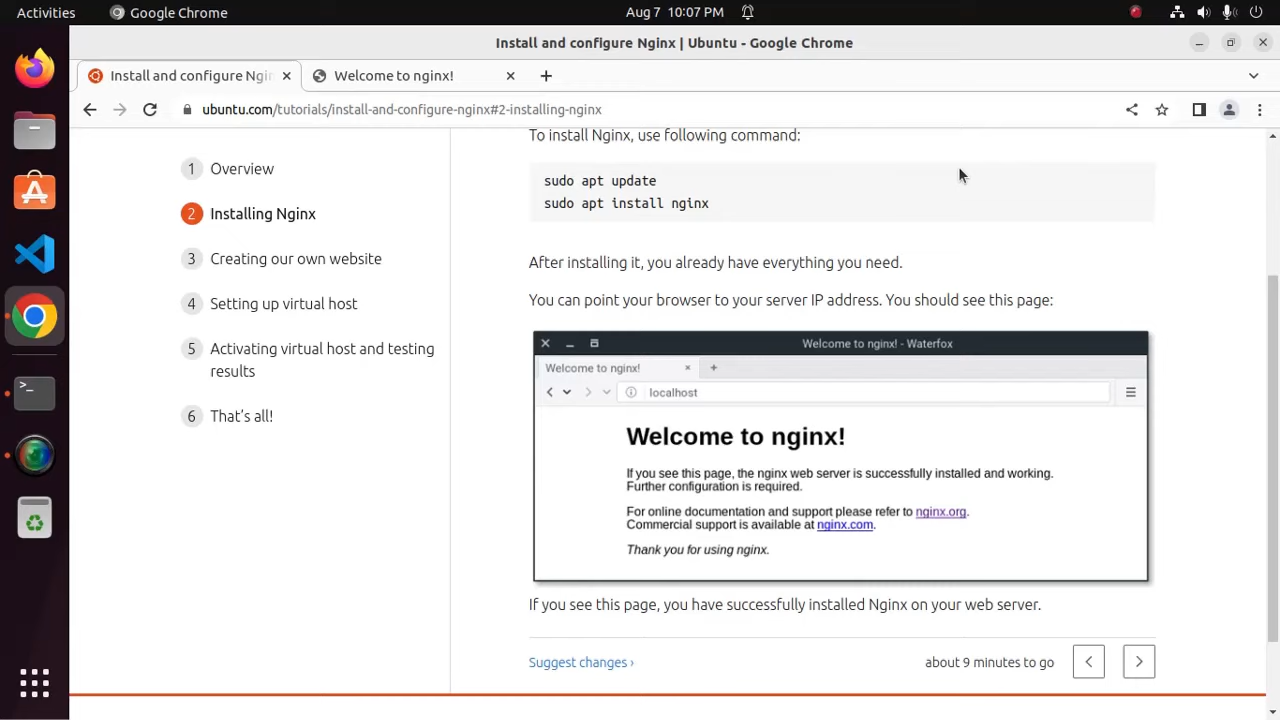 Activities
Google Chrome
Aug 7 10:07 PM
Install and configure Nginx | Ubuntu - Google Chrome
Install and configure Ngin
Welcome to nginx!
ubuntu.com/tutorials/install-and-configure-nginx#2-installing-nginx
1 Overview
2 Installing Nginx
3 Creating our own website
4 Setting up virtual host
5 Activating virtual host and testing
results
6 That's all!
To install Nginx, use following command:
sudo apt update
sudo apt install nginx
After installing it, you already have everything you need.
You can point your browser to your server IP address. You should see this page:
Welcome to nginx! - Waterfox
Welcome to nginx!
localhost
Welcome to nginx!
If you see this page, the nginx web server is successfully installed and working.
Further configuration is required.
For online documentation and support please refer to nginx.org.
Commercial support is available at nginx.com.
Thank you for using nginx.
If you see this page, you have successfully installed Nginx on your web server.
Suggest changes ›
about 9 minutes to go